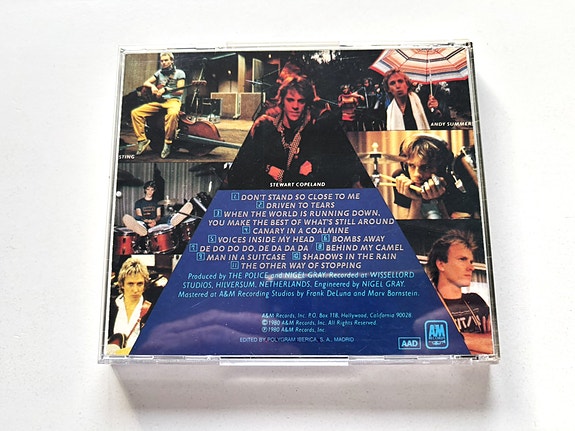 STING
ANDY SUMMERS
STEWART COPELAND
1 DON'T STAND SO CLOSE TO ME
2 DRIVEN TO TEARS
3 WHEN THE WORLD IS RUNNING DOWN,
YOU MAKE THE BEST OF WHAT'S STILL AROUND
4 CANARY IN A COALMINE
5 VOICES INSIDE MY HEAD 6 BOMBS AWAY
7 DE DO DO DO, DE DA DA DA 8 BEHIND MY CAMEL
9 MAN IN A SUITCASE 10 SHADOWS IN THE RAIN
11 THE OTHER WAY OF STOPPING
Produced by THE POLICE and NIGEL GRAY. Recorded at WISSELLORD
STUDIOS, HILVERSUM, NETHERLANDS. Engineered by NIGEL GRAY.
Mastered at A&M Recording Studios by Frank DeLuna and Marv Bornstein.
A&M Records, Inc. P.O. Box 118, Hollywood, California 90028.
©1980 A&M Records, Inc. All Rights Reserved.
℗1980 A&M Records, Inc.
EDITED BY POLYGRAM IBERICA, S. A., MADRID
AAD
A&M